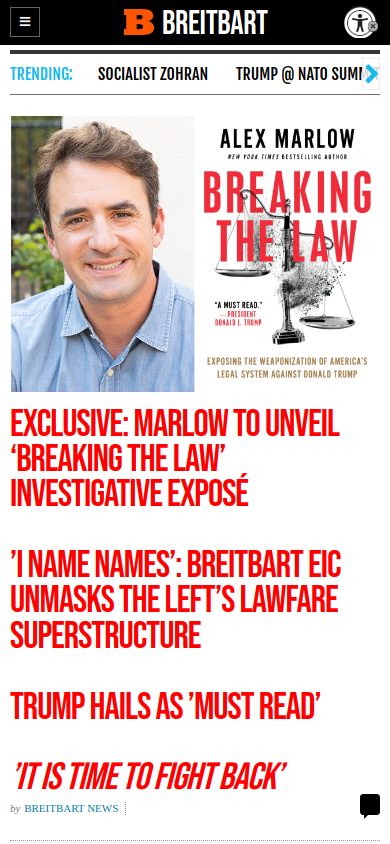 BREITBART
TRENDING: SOCIALIST ZOHRAN TRUMP @ NATO SUMM
ALEX MARLOW
NEW YORK TIMES BESTSELLING AUTHOR
BREAKING
THE LAW
"A MUST READ."
—PRESIDENT
DONALD J. TRUMP
EXPOSING THE WEAPONIZATION OF AMERICA'S
LEGAL SYSTEM AGAINST DONALD TRUMP
EXCLUSIVE: MARLOW TO UNVEIL
‘BREAKING THE LAW’
INVESTIGATIVE EXPOSÉ
’I NAME NAMES’: BREITBART EIC
UNMASKS THE LEFT’S LAWFARE
SUPERSTRUCTURE
TRUMP HAILS AS ’MUST READ’
’IT IS TIME TO FIGHT BACK’
by BREITBART NEWS